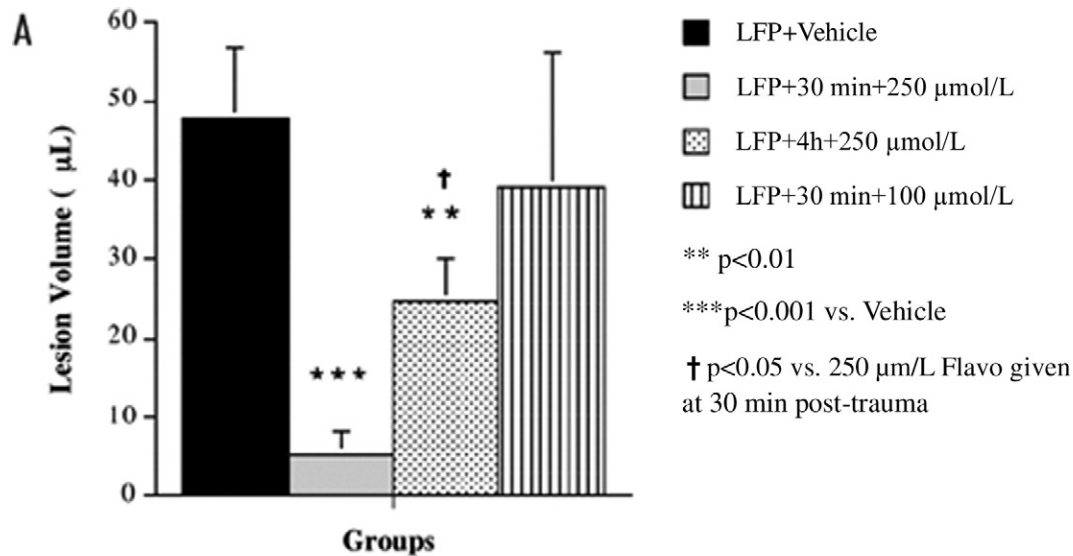 A
60
50
40
30
20
10
0
Lesion Volume ( µL)
***
†
**
Groups
LFP+Vehicle
LFP+30 min+250 µmol/L
LFP+4h+250 µmol/L
LFP+30 min+100 µmol/L
** p<0.01
***p<0.001 vs. Vehicle
† p<0.05 vs. 250 µm/L Flavo given
at 30 min post-trauma